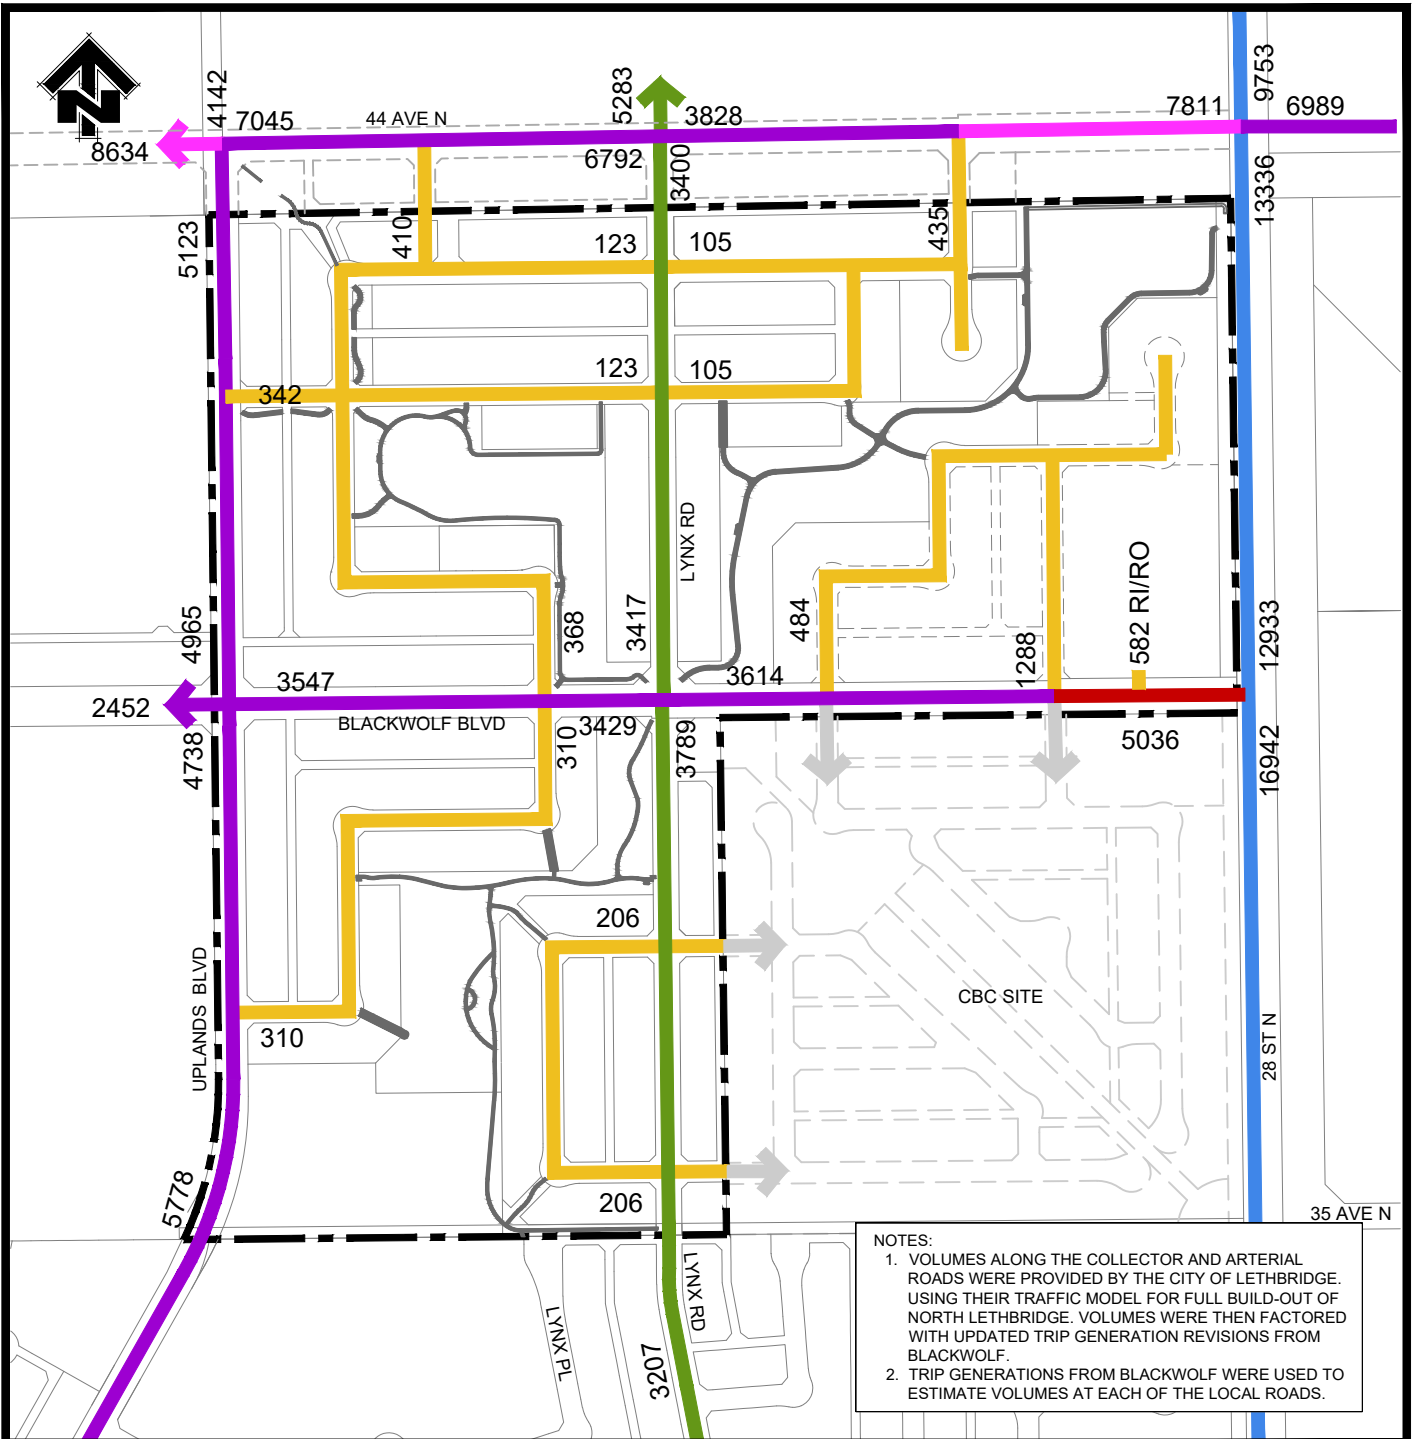 N
4142
7045
44 AVE N
5283
3828
7811
9753
6989
8634
6792
3400
13336
5123
410
123
105
435
123
105
342
LYNX RD
4965
368
3417
484
1288
582 RI/RO
12933
3547
3614
2452
BLACKWOLF BLVD
4738
310
3429
3789
5036
16942
206
UPLANDS BLVD
CBC SITE
310
28 ST N
5778
206
35 AVE N
LYNX PL
LYNX RD
3207
NOTES:
1. VOLUMES ALONG THE COLLECTOR AND ARTERIAL
ROADS WERE PROVIDED BY THE CITY OF LETHBRIDGE.
USING THEIR TRAFFIC MODEL FOR FULL BUILD-OUT OF
NORTH LETHBRIDGE. VOLUMES WERE THEN FACTORED
WITH UPDATED TRIP GENERATION REVISIONS FROM
BLACKWOLF.
2. TRIP GENERATIONS FROM BLACKWOLF WERE USED TO
ESTIMATE VOLUMES AT EACH OF THE LOCAL ROADS.